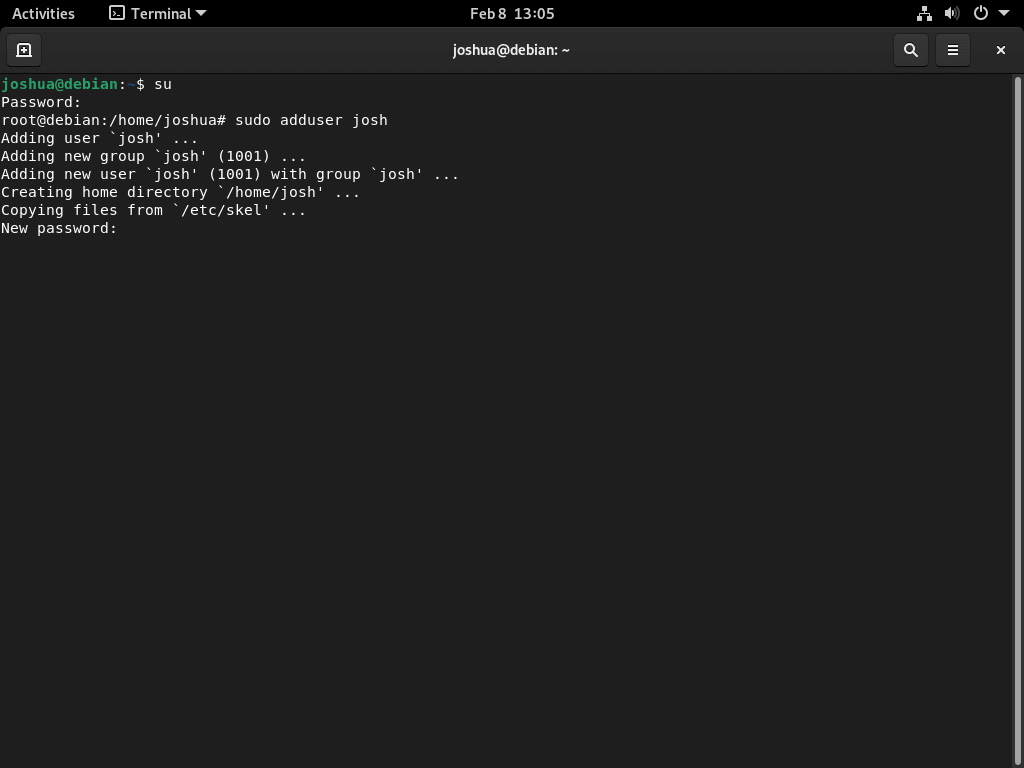 Activities Terminal Feb 8 13:05
joshua@debian: ~
joshua@debian:~$ su
Password:
root@debian:/home/joshua# sudo adduser josh
Adding user `josh' ...
Adding new group `josh' (1001) ...
Adding new user `josh' (1001) with group `josh' ...
Creating home directory `/home/josh' ...
Copying files from `/etc/skel' ...
New password: